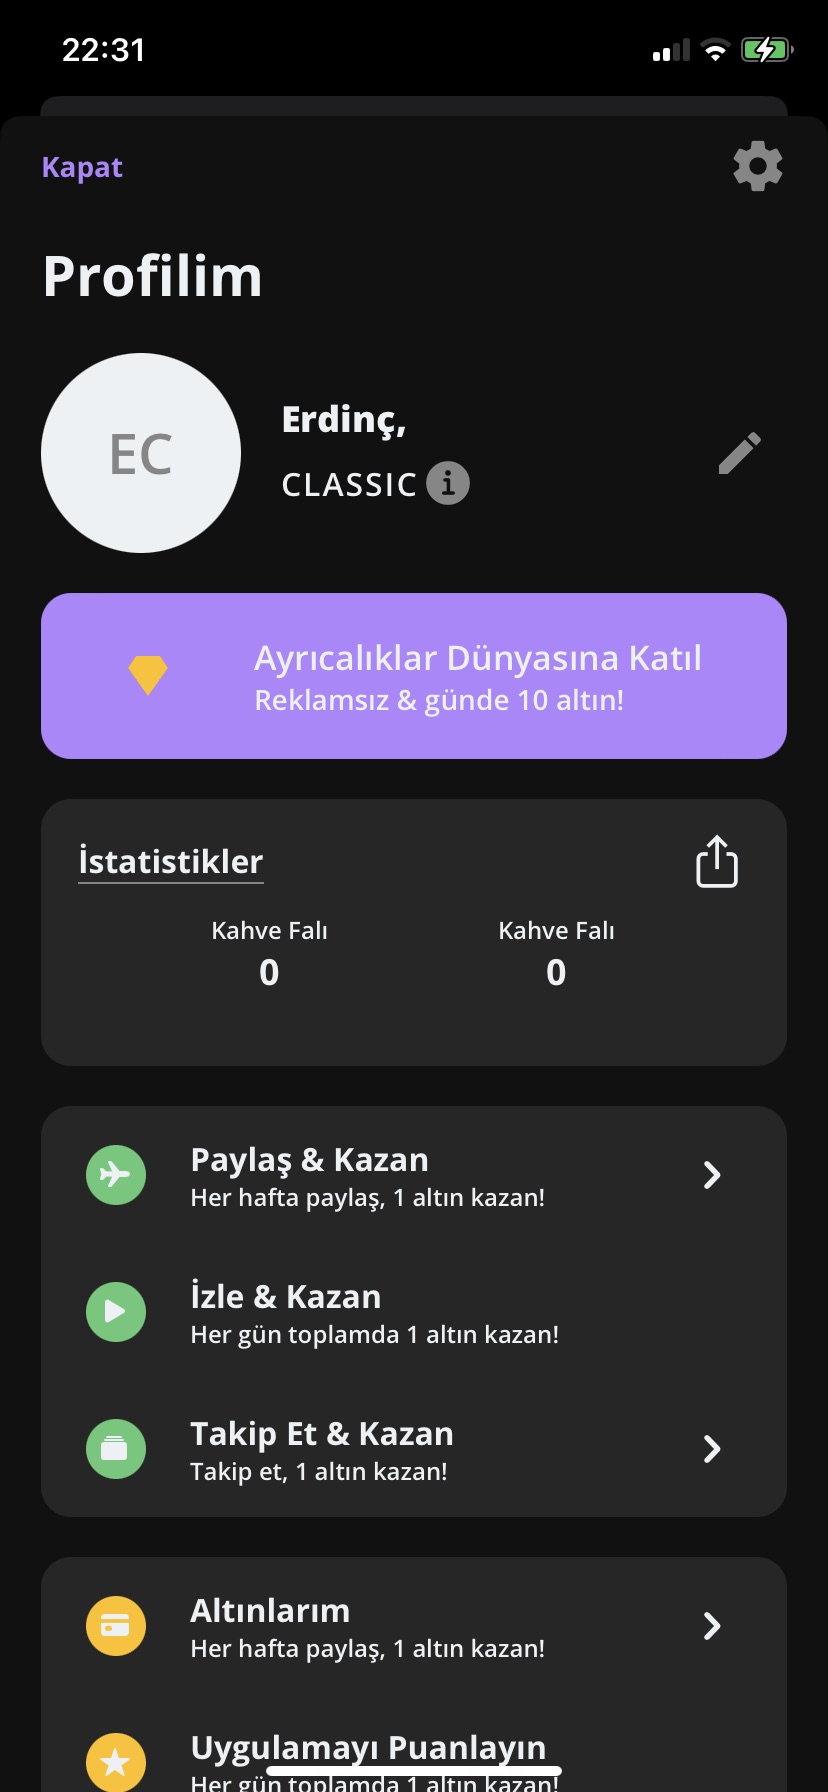 22:31
Kapat
Profilim
EC
Erdinç,
CLASSIC
Ayrıcalıklar Dünyasına Katıl
Reklamsız & günde 10 altın!
İstatistikler
Kahve Falı
0
Kahve Falı
0
Paylaş & Kazan
Her hafta paylaş, 1 altın kazan!
İzle & Kazan
Her gün toplamda 1 altın kazan!
Takip Et & Kazan
Takip et, 1 altın kazan!
Altınlarım
Her hafta paylaş, 1 altın kazan!
Uygulamayı Puanlayın
Her gün toplamda 1 altın kazan!